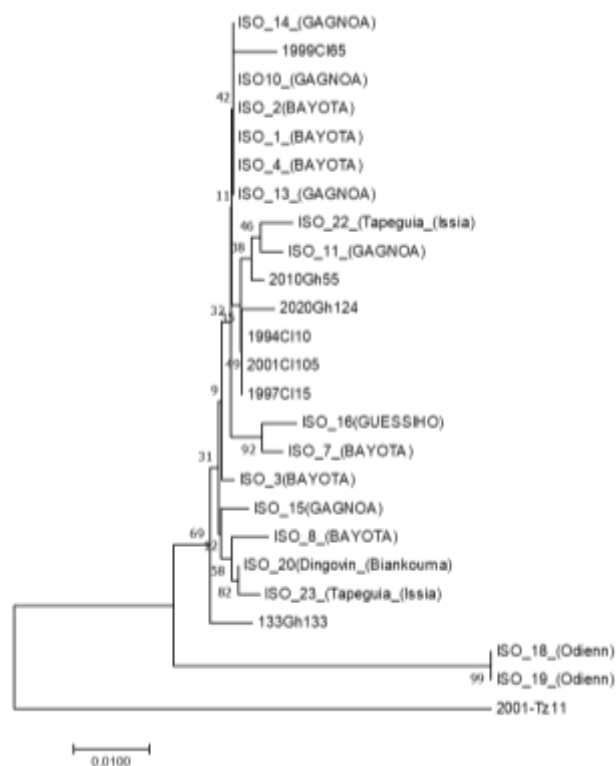 ISO_14_(GAGNOA)
1999CI65
ISO10_(GAGNOA)
42
ISO_2(BAYOTA)
ISO_1_(BAYOTA)
ISO_4_(BAYOTA)
11
ISO_13_(GAGNOA)
46
ISO_22_(Tapeguia_(Issia)
38
ISO_11_(GAGNOA)
2010Gh55
32
2020Gh124
1994CI10
49
2001CI105
1997CI15
9
ISO_16(GUESSIHO)
92
ISO_7_(BAYOTA)
31
ISO_3(BAYOTA)
ISO_15(GAGNOA)
69
ISO_8_(BAYOTA)
58
ISO_20(Dingovin_(Biankouma)
82
ISO_23_(Tapeguia_(Issia)
133Gh133
ISO_18_(Odienn)
99
ISO_19_(Odienn)
2001-Tz11
0.0100